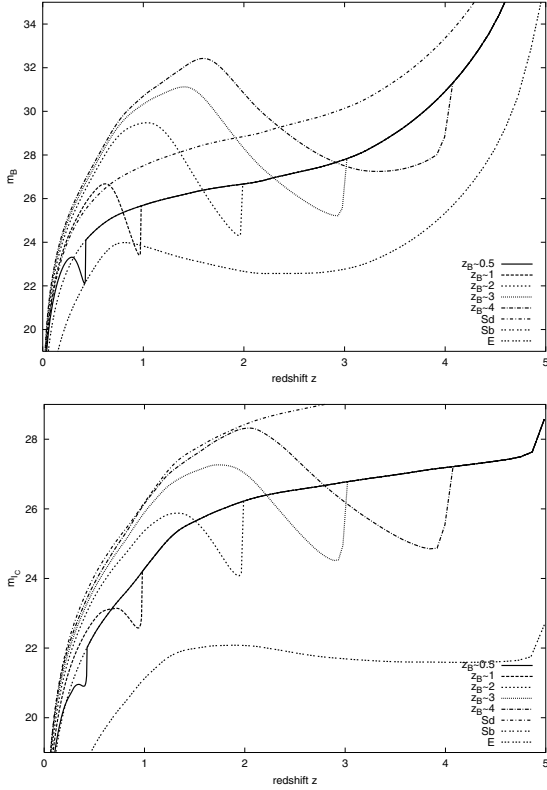 34
32
30
28
26
24
22
20
m_B
0 1 2 3 4 5
redshift z
z_B~0.5
z_B~1
z_B~2
z_B~3
z_B~4
Sd
Sb
E
28
26
24
22
20
m_I_C
0 1 2 3 4 5
redshift z
z_B~0.5
z_B~1
z_B~2
z_B~3
z_B~4
Sd
Sb
E